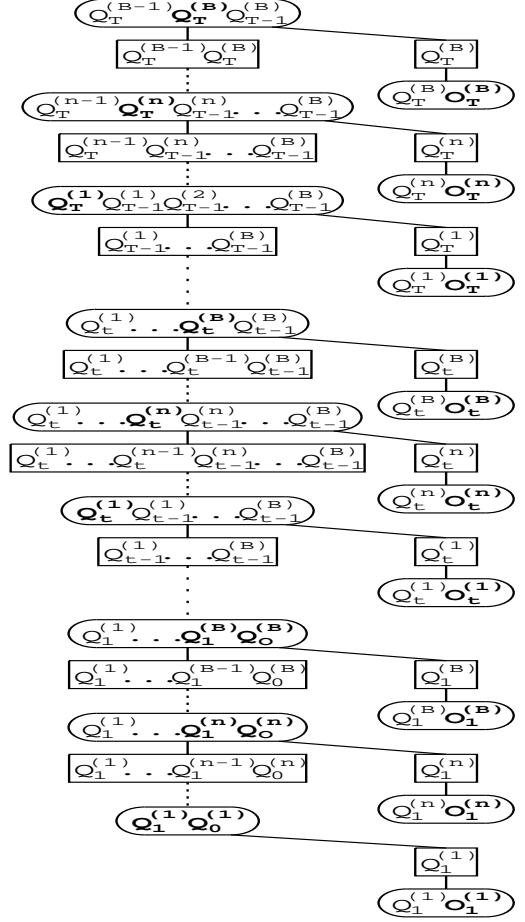 Q_T^(B-1) Q_T^(B) Q_{T-1}^(B)
Q_T^(B-1) Q_T^(B) Q_T^(B)
Q_T^(B) O_T^(B)
Q_T^(n-1) Q_T^(n) Q_{T-1}^(n) . . . Q_{T-1}^(B)
Q_T^(n-1) Q_{T-1}^(n) . . . Q_{T-1}^(B) Q_T^(n)
Q_T^(n) O_T^(n)
Q_T^(1) Q_{T-1}^(1) Q_{T-1}^(2) . . . Q_{T-1}^(B)
Q_{T-1}^(1) . . . Q_{T-1}^(B) Q_T^(1)
Q_T^(1) O_T^(1)
Q_t^(1) . . . Q_t^(B) Q_{t-1}^(B)
Q_t^(1) . . . Q_t^(B-1) Q_{t-1}^(B) Q_t^(B)
Q_t^(B) O_t^(B)
Q_t^(1) . . . Q_t^(n) Q_{t-1}^(n) . . . Q_{t-1}^(B)
Q_t^(1) . . . Q_t^(n-1) Q_{t-1}^(n) . . . Q_{t-1}^(B) Q_t^(n)
Q_t^(n) O_t^(n)
Q_t^(1) Q_{t-1}^(1) . . . Q_{t-1}^(B)
Q_{t-1}^(1) . . . Q_{t-1}^(B) Q_t^(1)
Q_t^(1) O_t^(1)
Q_1^(1) . . . Q_1^(B) Q_0^(B)
Q_1^(1) . . . Q_1^(B-1) Q_0^(B) Q_1^(B)
Q_1^(B) O_1^(B)
Q_1^(1) . . . Q_1^(n) Q_0^(n)
Q_1^(1) . . . Q_1^(n-1) Q_0^(n) Q_1^(n)
Q_1^(n) O_1^(n)
Q_1^(1) Q_0^(1)
Q_1^(1)
Q_1^(1) O_1^(1)